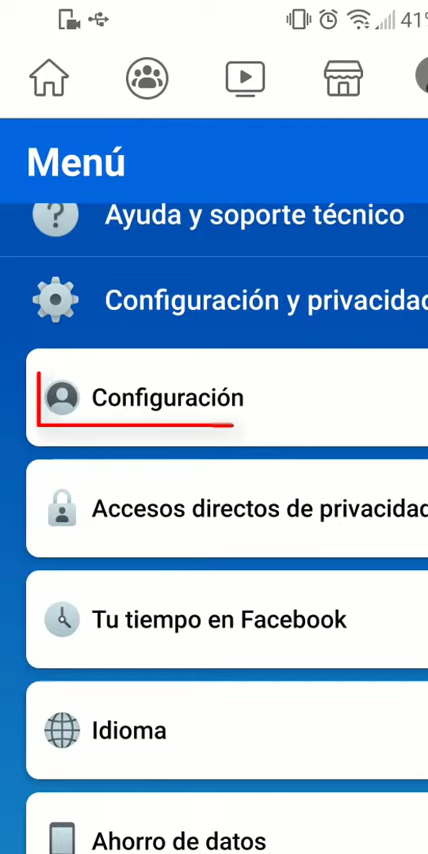 41%
Menú
Ayuda y soporte técnico
Configuración y privacidad
Configuración
Accesos directos de privacidad
Tu tiempo en Facebook
Idioma
Ahorro de datos